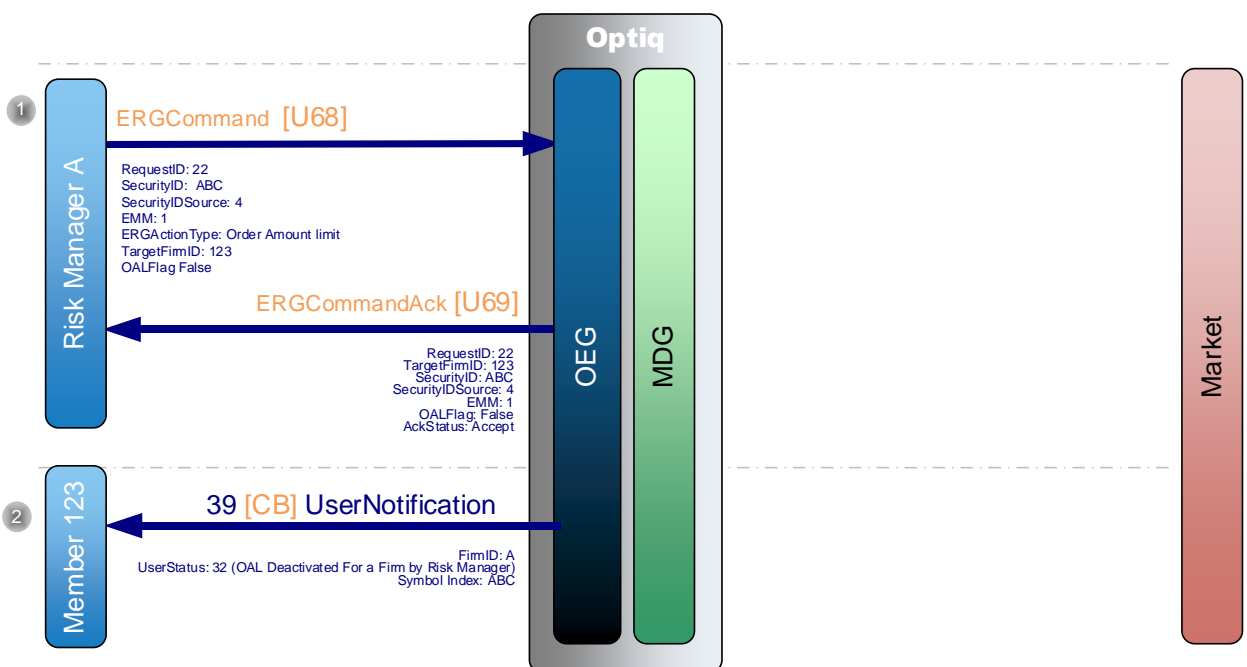 Optiq
1
ERGCommand [U68]
RequestID: 22
SecurityID: ABC
SecurityIDSource: 4
EMM: 1
ERGActionType: Order Amount limit
TargetFirmID: 123
OALFlag False
Risk Manager A
ERGCommandAck [U69]
RequestID: 22
TargetFirmID: 123
SecurityID: ABC
SecurityIDSource: 4
EMM: 1
OALFlag: False
AckStatus: Accept
OEG
MDG
Market
2
Member 123
39 [CB] UserNotification
FirmID: A
UserStatus: 32 (OAL Deactivated For a Firm by Risk Manager)
Symbol Index: ABC